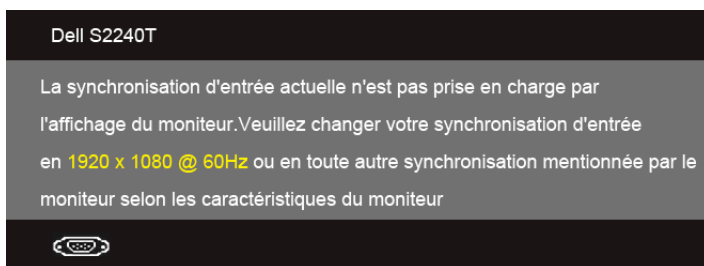 Dell S2240T
La synchronisation d'entrée actuelle n'est pas prise en charge par
l'affichage du moniteur.Veuillez changer votre synchronisation d'entrée
en 1920 x 1080 @ 60Hz ou en toute autre synchronisation mentionnée par le
moniteur selon les caractéristiques du moniteur